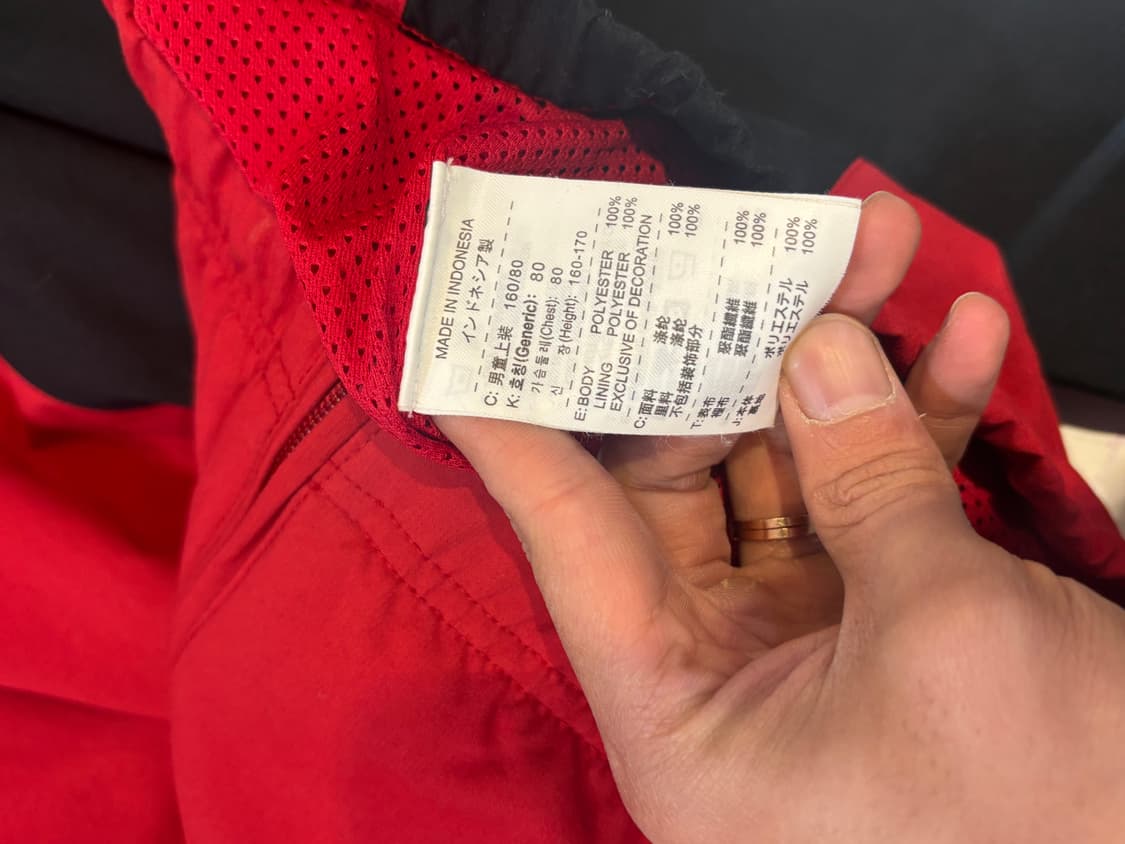 MADE IN INDONESIA
インドネシア製
C: 男童上装 160/80
K: 호칭(Generic): 80
가슴둘레(Chest): 80
신 장(Height): 160-170
E: BODY POLYESTER 100%
LINING POLYESTER 100%
EXCLUSIVE OF DECORATION
C: 面料 涤纶 100%
里料 涤纶 100%
不包括装饰部分
T: 表布 聚酯纖維 100%
裡布 聚酯纖維 100%
J: 本体 ポリエステル 100%
裏地 ポリエステル 100%